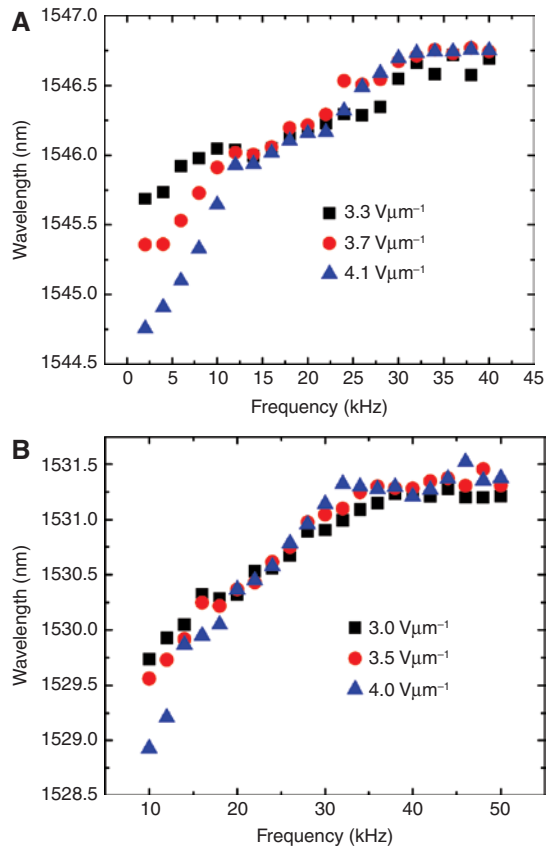 A
1547.0
1546.5
1546.0
1545.5
1545.0
1544.5
Wavelength (nm)
3.3 Vμm⁻¹
3.7 Vμm⁻¹
4.1 Vμm⁻¹
0 5 10 15 20 25 30 35 40 45
Frequency (kHz)
B
1531.5
1531.0
1530.5
1530.0
1529.5
1529.0
1528.5
Wavelength (nm)
3.0 Vμm⁻¹
3.5 Vμm⁻¹
4.0 Vμm⁻¹
10 20 30 40 50
Frequency (kHz)